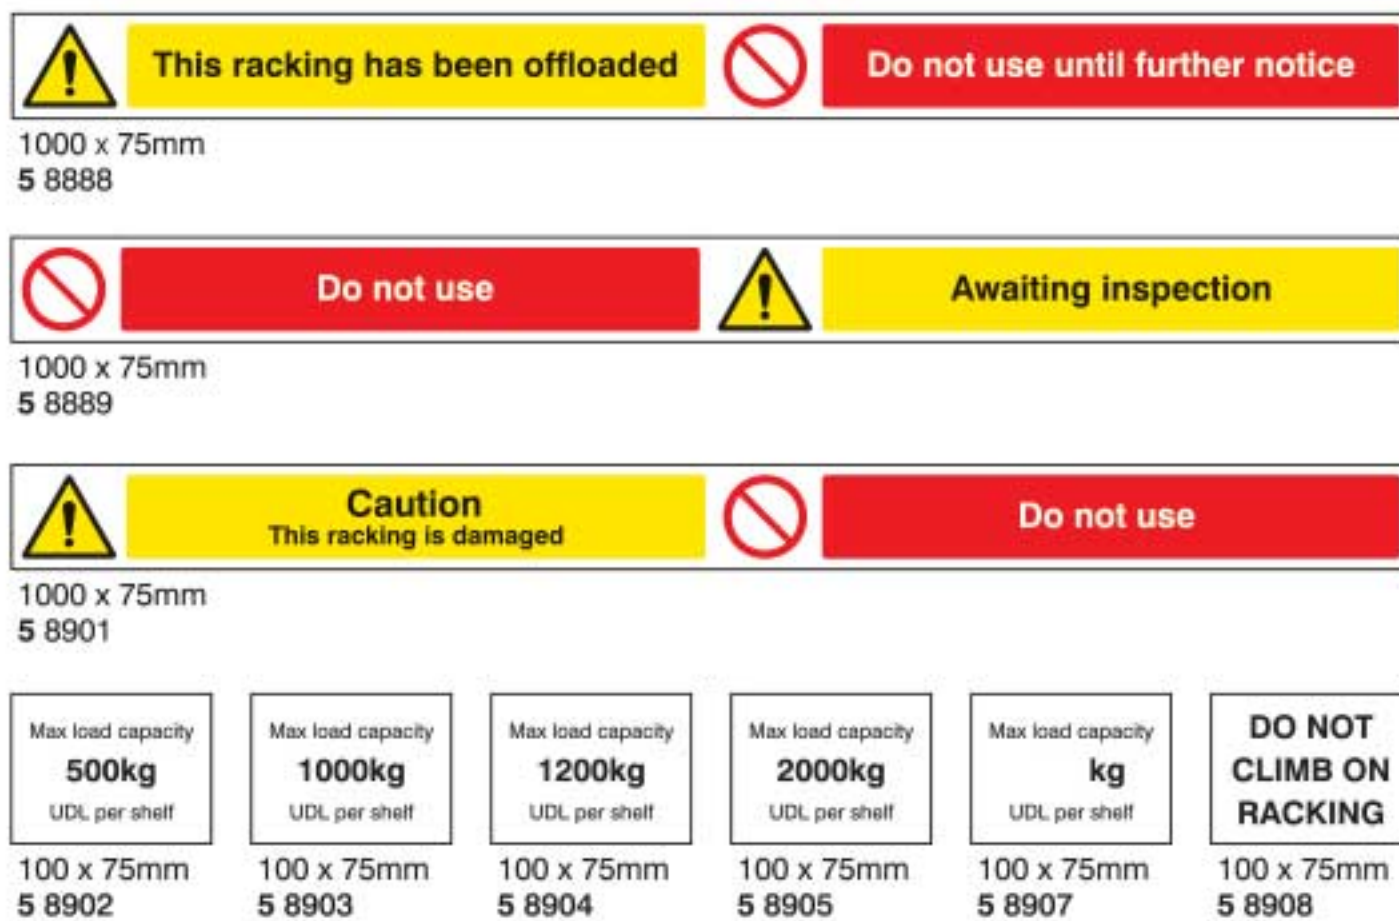 This racking has been offloaded Do not use until further notice
1000 x 75mm
5 8888
Do not use Awaiting inspection
1000 x 75mm
5 8889
Caution
This racking is damaged
Do not use
1000 x 75mm
5 8901
Max load capacity
500kg
UDL per shelf
100 x 75mm
5 8902
Max load capacity
1000kg
UDL per shelf
100 x 75mm
5 8903
Max load capacity
1200kg
UDL per shelf
100 x 75mm
5 8904
Max load capacity
2000kg
UDL per shelf
100 x 75mm
5 8905
Max load capacity
kg
UDL per shelf
100 x 75mm
5 8907
DO NOT
CLIMB ON
RACKING
100 x 75mm
5 8908